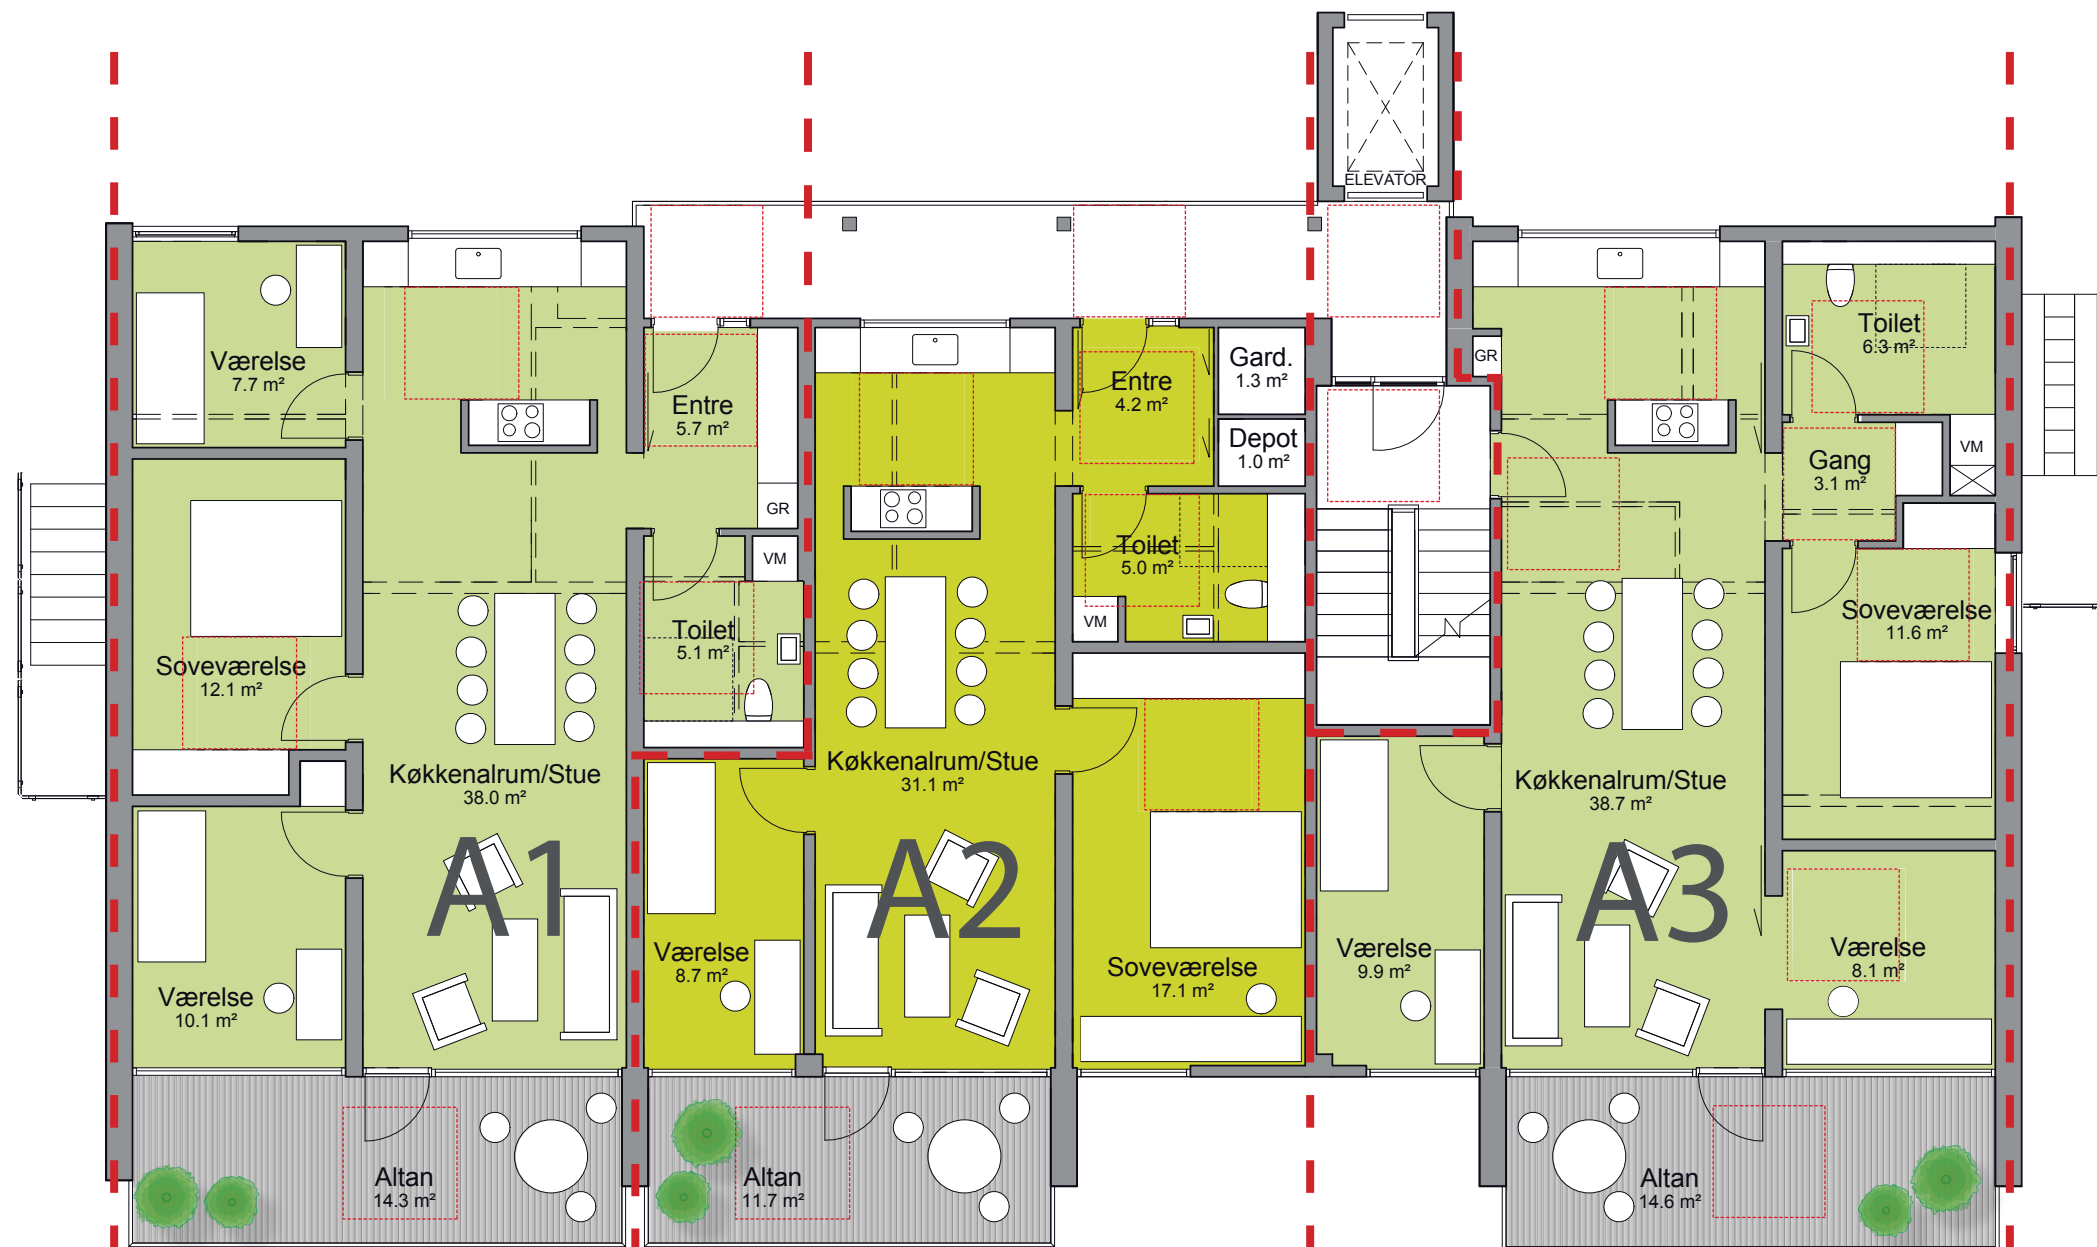 ELEVATOR
Værelse
7.7 m²
Entre
5.7 m²
GR
VM
Toilet
5.1 m²
Soveværelse
12.1 m²
Køkkenalrum/Stue
38.0 m²
A1
Værelse
10.1 m²
Altan
14.3 m²
Entre
4.2 m²
Gard.
1.3 m²
Depot
1.0 m²
Toilet
5.0 m²
VM
Køkkenalrum/Stue
31.1 m²
A2
Værelse
8.7 m²
Soveværelse
17.1 m²
Altan
11.7 m²
GR
Toilet
6.3 m²
VM
Gang
3.1 m²
Soveværelse
11.6 m²
Køkkenalrum/Stue
38.7 m²
A3
Værelse
9.9 m²
Værelse
8.1 m²
Altan
14.6 m²